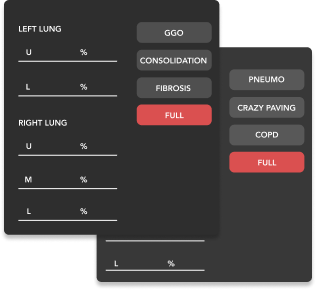 LEFT LUNG
U %
L %
RIGHT LUNG
U %
M %
L %
GGO
CONSOLIDATION
FIBROSIS
FULL
PNEUMO
CRAZY PAVING
COPD
FULL
L %